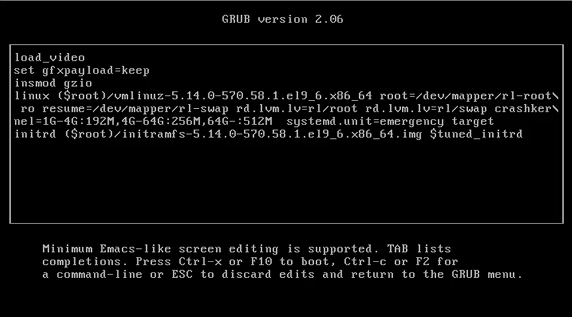 GRUB version 2.06
load_video
set gfxpayload=keep
insmod gzio
linux ($root)/vmlinuz-5.14.0-570.58.1.el9_6.x86_64 root=/dev/mapper/rl-root\
ro resume=/dev/mapper/rl-swap rd.lvm.lv=rl/root rd.lvm.lv=rl/swap crashker\
nel=1G-4G:192M,4G-64G:256M,64G-:512M  systemd.unit=emergency target
initrd ($root)/initramfs-5.14.0-570.58.1.el9_6.x86_64.img $tuned_initrd
Minimum Emacs-like screen editing is supported. TAB lists
completions. Press Ctrl-x or F10 to boot, Ctrl-c or F2 for
a command-line or ESC to discard edits and return to the GRUB menu.